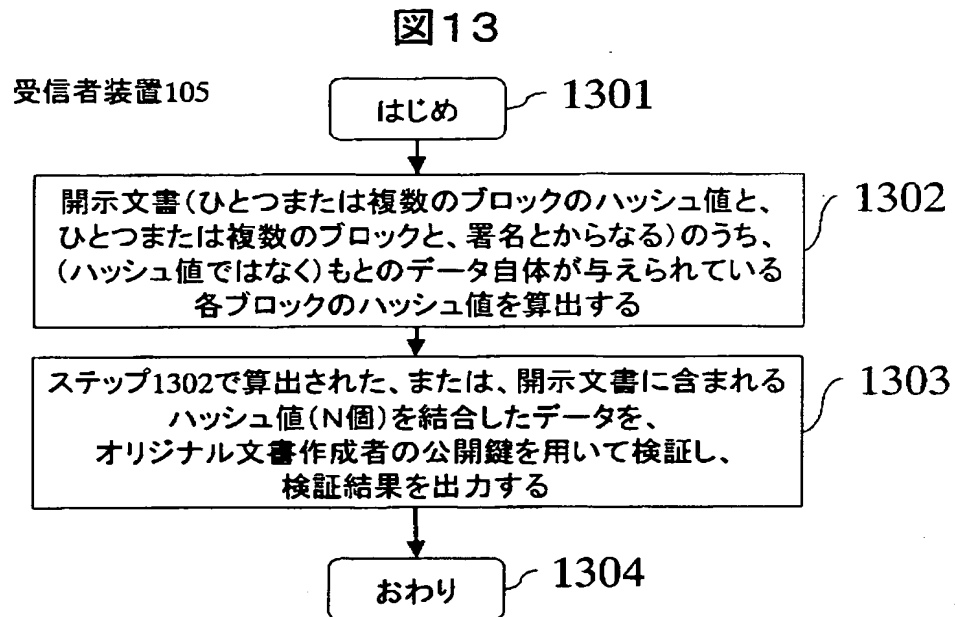 図13
受信者装置105
はじめ
1301
開示文書(ひとつまたは複数のブロックのハッシュ値と、
ひとつまたは複数のブロックと、署名とからなる)のうち、
(ハッシュ値ではなく)もとのデータ自体が与えられている
各ブロックのハッシュ値を算出する
1302
ステップ1302で算出された、または、開示文書に含まれる
ハッシュ値(N個)を結合したデータを、
オリジナル文書作成者の公開鍵を用いて検証し、
検証結果を出力する
1303
おわり
1304